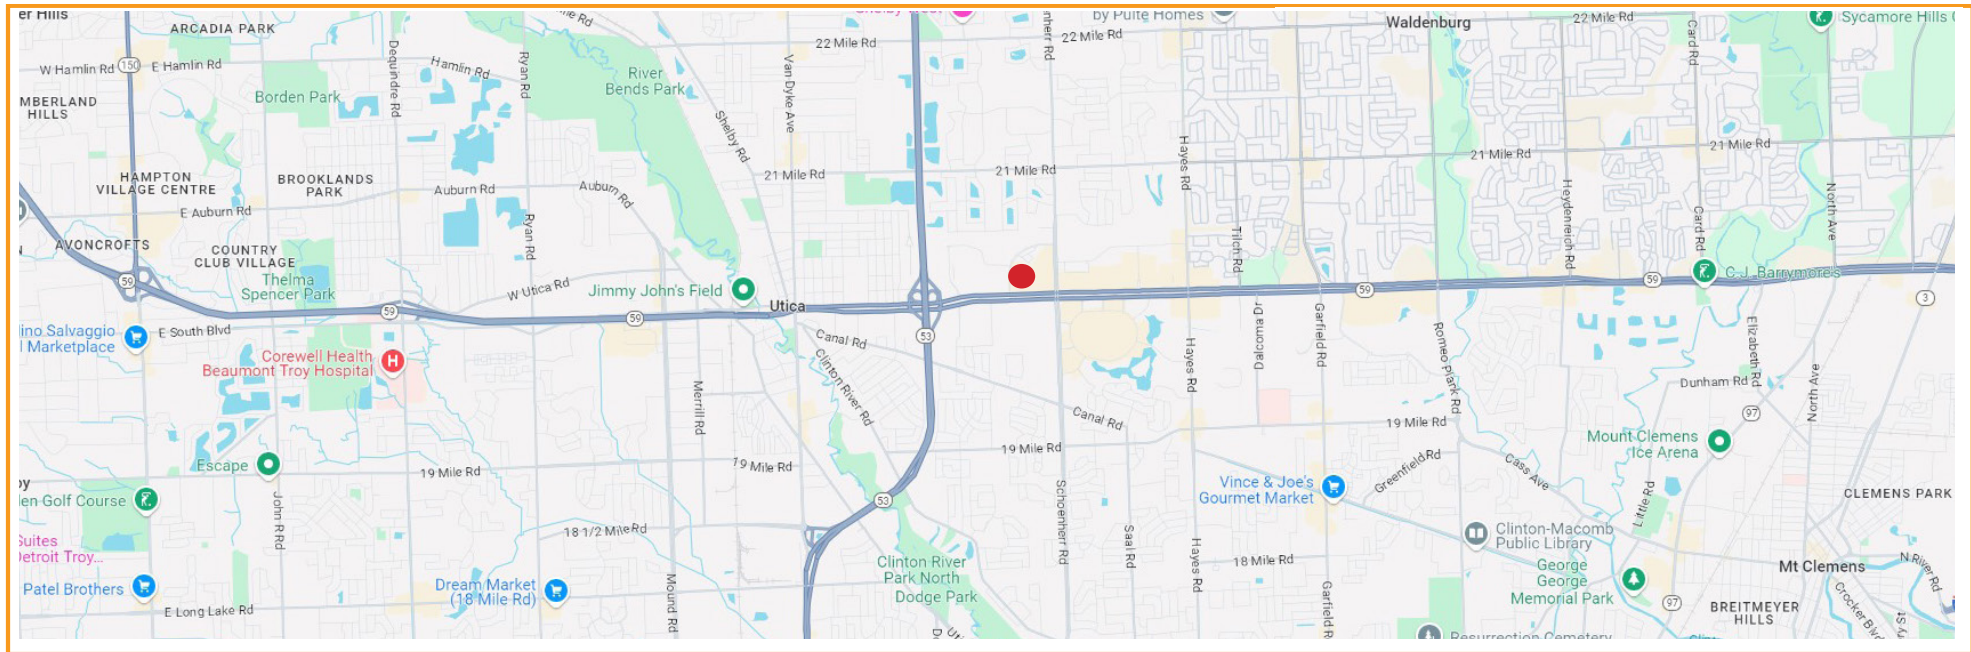 er Hills
ARCADIA PARK
W Hamlin Rd
150
E Hamlin Rd
MBERLAND
HILLS
Dequindre Rd
Hamlin Rd
Ryan Rd
Borden Park
River
Bends Park
Shelby Rd
Van Dyke Ave
22 Mile Rd
by Pulte Homes
22 Mile Rd
Waldenburg
22 Mile Rd
Card Rd
Sycamore Hills
HAMPTON
VILLAGE CENTRE
BROOKLANDS
PARK
Auburn Rd
Auburn Rd
21 Mile Rd
21 Mile Rd
Hayes Rd
21 Mile Rd
21 Mile Rd
E Auburn Rd
AVONCROFTS
COUNTRY
CLUB VILLAGE
Thelma
Spencer Park
Ryan Rd
W Utica Rd
Jimmy John's Field
Utica
Tilch Rd
Heydenreich Rd
Card Rd
North Ave
C.J. Barrymore's
59
59
59
59
59
3
53
E South Blvd
lino Salvaggio
l Marketplace
Corewell Health
Beaumont Troy Hospital
Canal Rd
Clinton River Rd
Merrill Rd
Canal Rd
Hayes Rd
Dalcoma Dr
Garfield Rd
Romeo Plank Rd
Elizabeth Rd
Dunham Rd
97
North Ave
Escape
19 Mile Rd
19 Mile Rd
19 Mile Rd
19 Mile Rd
Mount Clemens
Ice Arena
en Golf Course
John R Rd
53
Schoenherr Rd
Saal Rd
Vince & Joe's
Gourmet Market
Greenfield Rd
Cass Ave
Little Rd
CLEMENS PARK
Suites
etroit Troy...
18 1/2 Mile Rd
Clinton-Macomb
Public Library
Patel Brothers
Dream Market
(18 Mile Rd)
Mound Rd
Clinton River
Park North
Dodge Park
Hayes Rd
18 Mile Rd
George
George
Memorial Park
97
Mt Clemens
N River Rd
E Long Lake Rd
BREITMEYER
HILLS
Crocker Blvd
Resurrection Cemetery